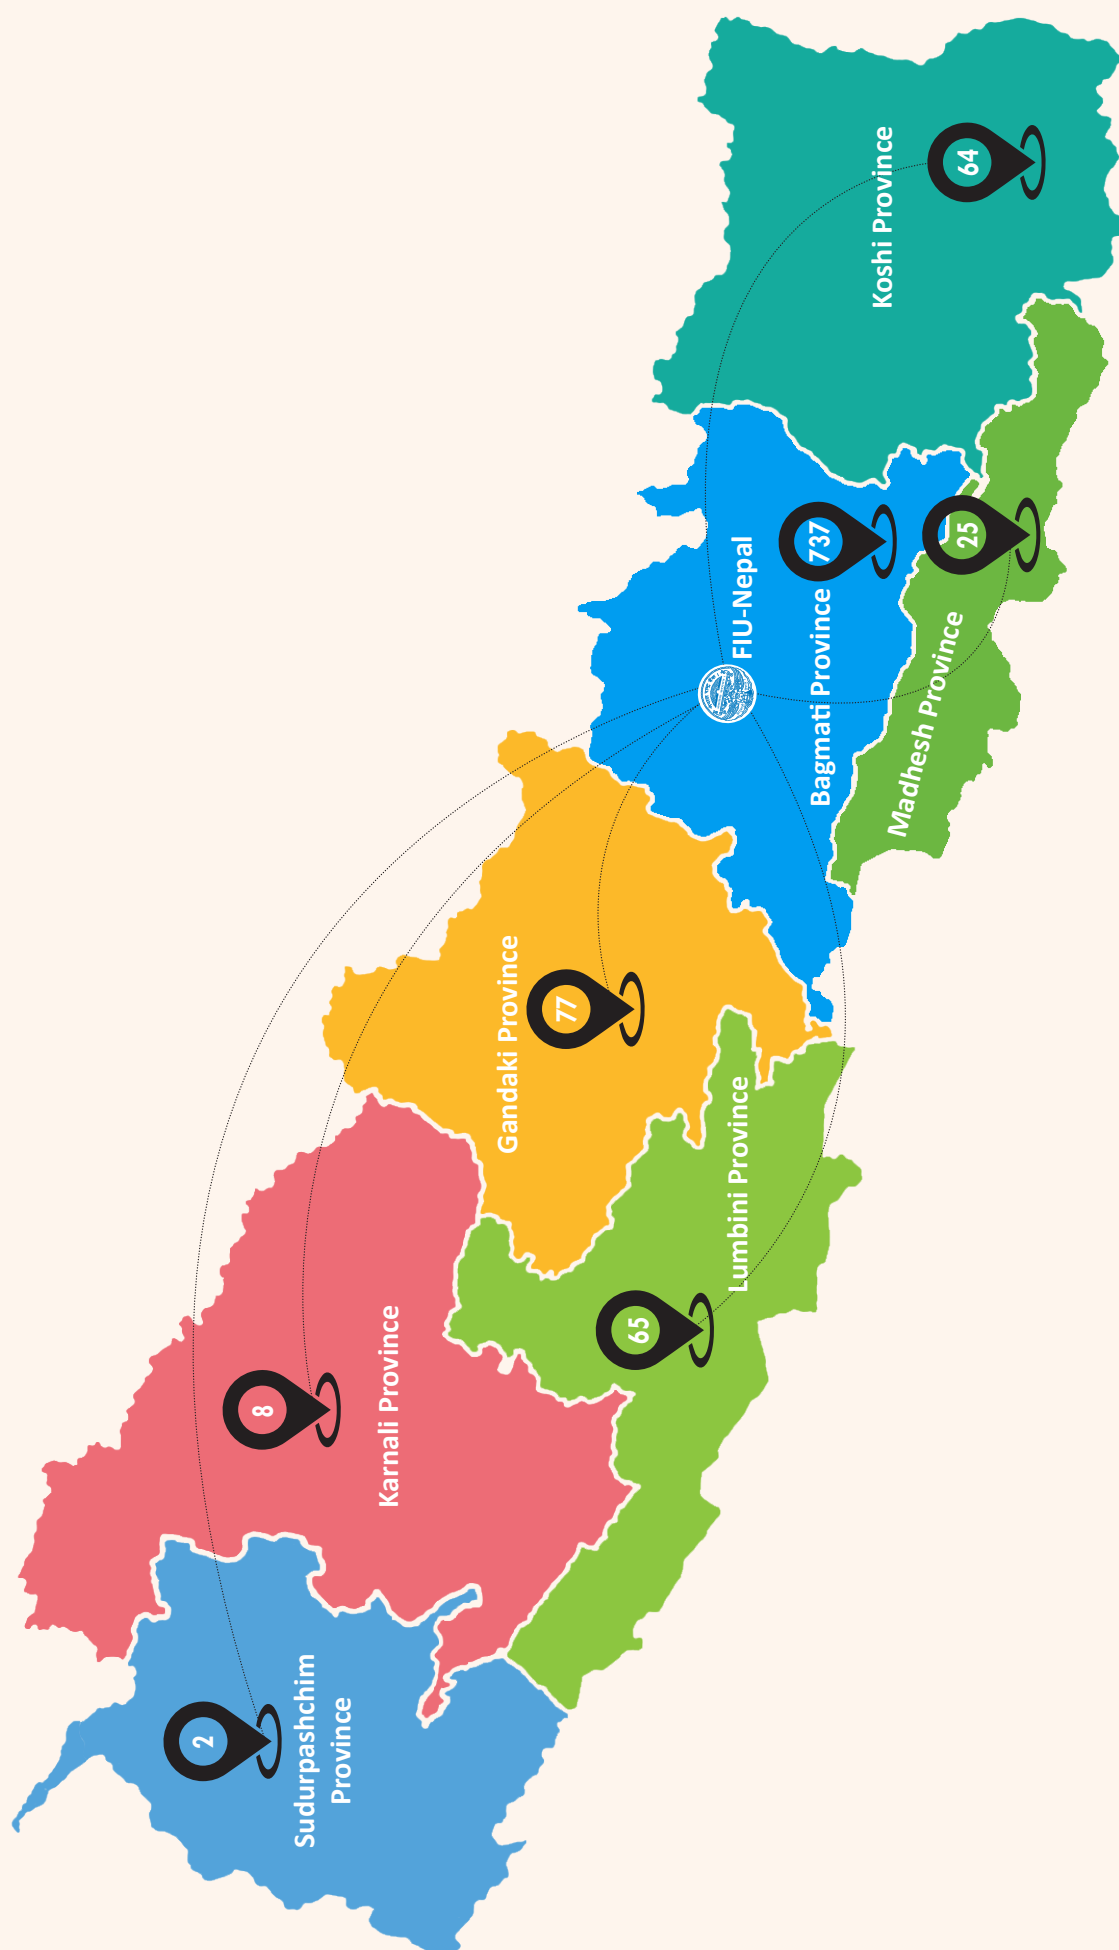 2
Sudurpashchim
Province
8
Karnali Province
77
Gandaki Province
65
Lumbini Province
FIU-Nepal
737
Bagmati Province
25
Madhesh Province
64
Koshi Province